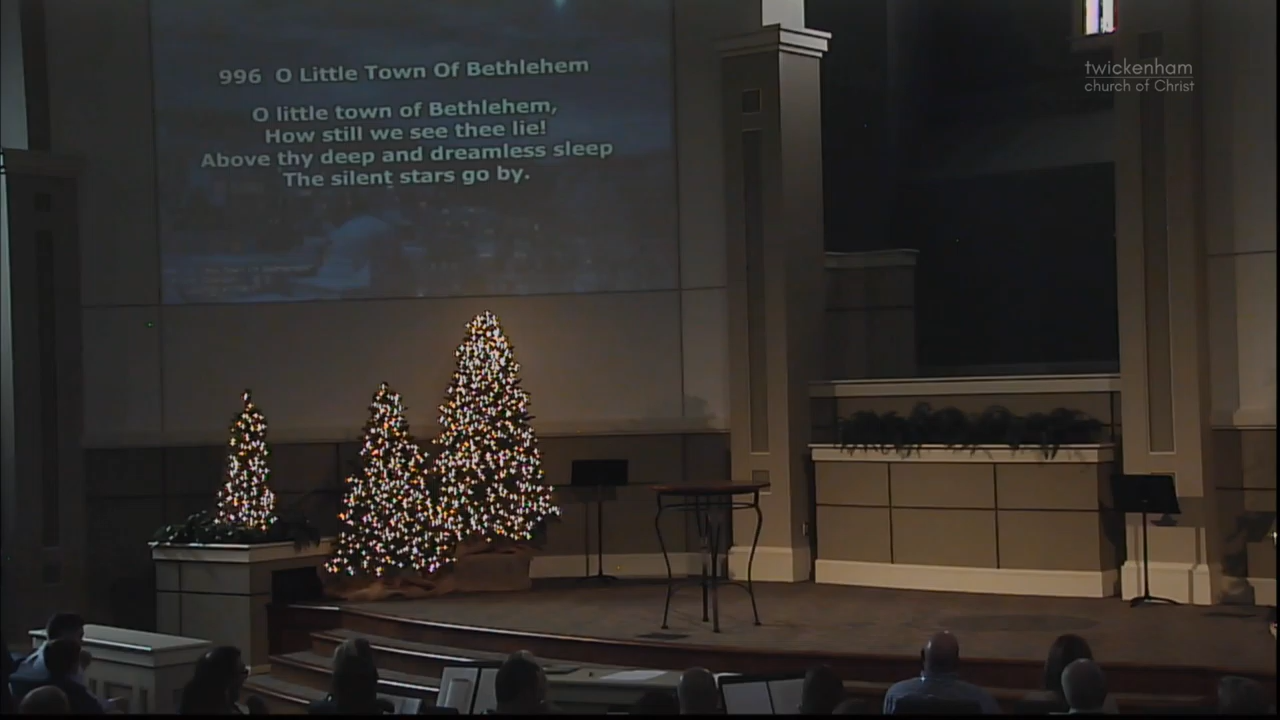 996 O Little Town Of Bethlehem
O little town of Bethlehem,
How still we see thee lie!
Above thy deep and dreamless sleep
The silent stars go by.
twickenham
church of Christ